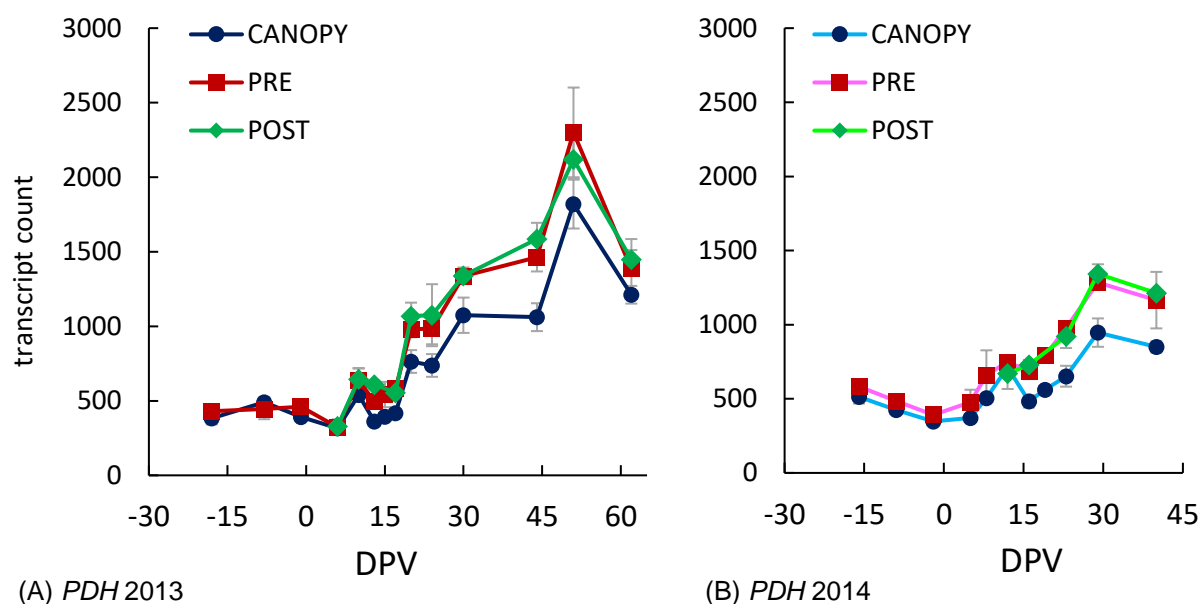 transcript count
3000
2500
2000
1500
1000
500
0
CANOPY
PRE
POST
-30 -15 0 15 30 45 60
DPV
(A) PDH 2013
3000
2500
2000
1500
1000
500
0
CANOPY
PRE
POST
-30 -15 0 15 30 45
DPV
(B) PDH 2014